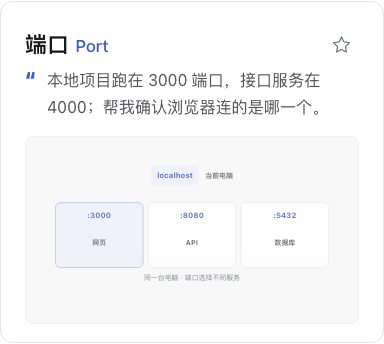 端口 Port
“ 本地项目跑在 3000 端口，接口服务在
4000；帮我确认浏览器连的是哪一个。
localhost 当前电脑
:3000 :8080 :5432
网页 API 数据库
同一台电脑 · 端口选择不同服务